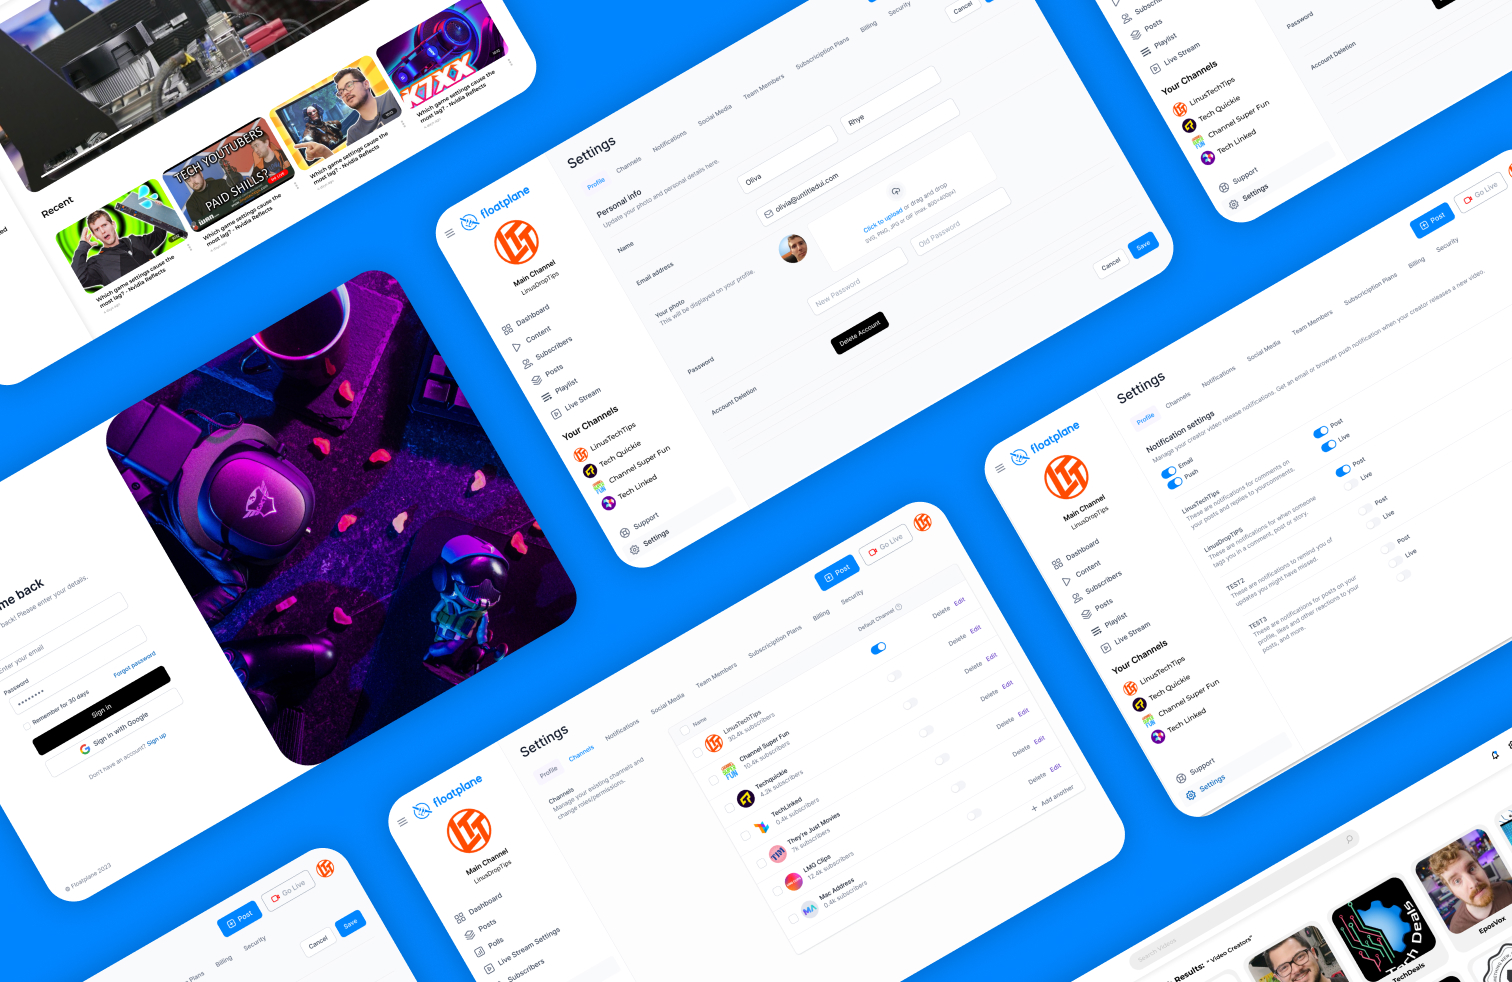 Recent
Which game settings cause the
most lag? - Nvidia Reflects
TECH YOUTUBERS
PAID SHILLS?
Which game settings cause the
most lag? - Nvidia Reflects
Which game settings cause the
most lag? - Nvidia Reflects
K7XX
Which game settings cause the
most lag? - Nvidia Reflects
me back
back! Please enter your details.
Enter your email
Password
Remember for 30 days
Forgot password
Sign in
Sign in with Google
Don't have an account? Sign up
© Floatplane 2023
floatplane
Main Channel
LinusDropTips
Dashboard
Content
Subscribers
Posts
Playlist
Live Stream
Your Channels
LinusTechTips
Tech Quickie
Channel Super Fun
Tech Linked
Support
Settings
Settings
Profile
Channels
Notifications
Social Media
Team Members
Subsciciption Plans
Billing
Security
Cancel
Personal info
Update your photo and personal details here.
Name
Oliva
Rhye
Email address
olivia@untitledui.com
Your photo
This will be displayed on your profile.
Click to upload or drag and drop
SVG, PNG, JPG or GIF (max. 800x400px)
Password
New Password
Old Password
Account Deletion
Delete Account
Cancel
Save
Posts
Playlist
Live Stream
Your Channels
LinusTechTips
Tech Quickie
Channel Super Fun
Tech Linked
Support
Settings
Password
Account Deletion
Post
Go Live
floatplane
Main Channel
LinusDropTips
Dashboard
Content
Subscribers
Posts
Playlist
Live Stream
Your Channels
LinusTechTips
Tech Quickie
Channel Super Fun
Tech Linked
Support
Settings
Settings
Profile
Channels
Notifications
Social Media
Team Members
Subsciciption Plans
Billing
Security
Notification settings
Manage your creator video release notifications. Get an email or browser push notification when your creator releases a new video.
Email
Push
LinusTechTips
These are notifications for comments on
your posts and replies to yourcomments.
Post
Live
LinusDropTIPS
These are notifications for when someone
tags you in a comment, post or story.
Post
Live
TEST2
These are notifications to remind you of
updates you might have missed.
Post
Live
TEST3
These are notifications for posts on your
profile, likes and other reactions to your
posts, and more.
Post
Live
Post
Go Live
floatplane
Main Channel
LinusDropTips
Dashboard
Posts
Polls
Live Stream Settings
Subscribers
Settings
Profile
Channels
Notifications
Social Media
Team Members
Subsciciption Plans
Billing
Security
Channels
Manage your existing channels and
change roles/permissions.
Name
Default Channel
LinusTechTips
30.4k subscribers
Delete Edit
Channel Super Fun
10.4k subscribers
Delete Edit
Techquickie
4.2k subscribers
Delete Edit
TechLinked
0.4k subscribers
Delete Edit
They're Just Movies
7k subscribers
Delete Edit
LMG Clips
12.4k subscribers
Delete Edit
Mac Address
0.4k subscribers
Delete Edit
Add another
Post
Go Live
Plans
Billing
Security
Cancel
Save
Search Videos
Results: "Video Creators"
Tech Deals
TechDeals
EposVox